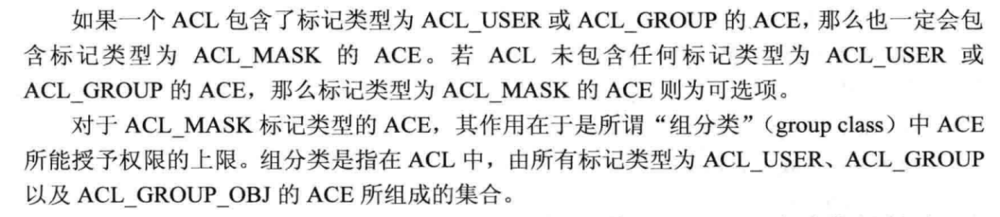 如果一个 ACL 包含了标记类型为 ACL_USER 或 ACL_GROUP 的 ACE，那么也一定会包
含标记类型为 ACL_MASK 的 ACE。若 ACL 未包含任何标记类型为 ACL_USER 或
ACL_GROUP 的 ACE，那么标记类型为 ACL_MASK 的 ACE 则为可选项。
对于 ACL_MASK 标记类型的 ACE，其作用在于是所谓“组分类”（group class）中 ACE
所能授予权限的上限。组分类是指在 ACL 中，由所有标记类型为 ACL_USER、ACL_GROUP
以及 ACL_GROUP_OBJ 的 ACE 所组成的集合。